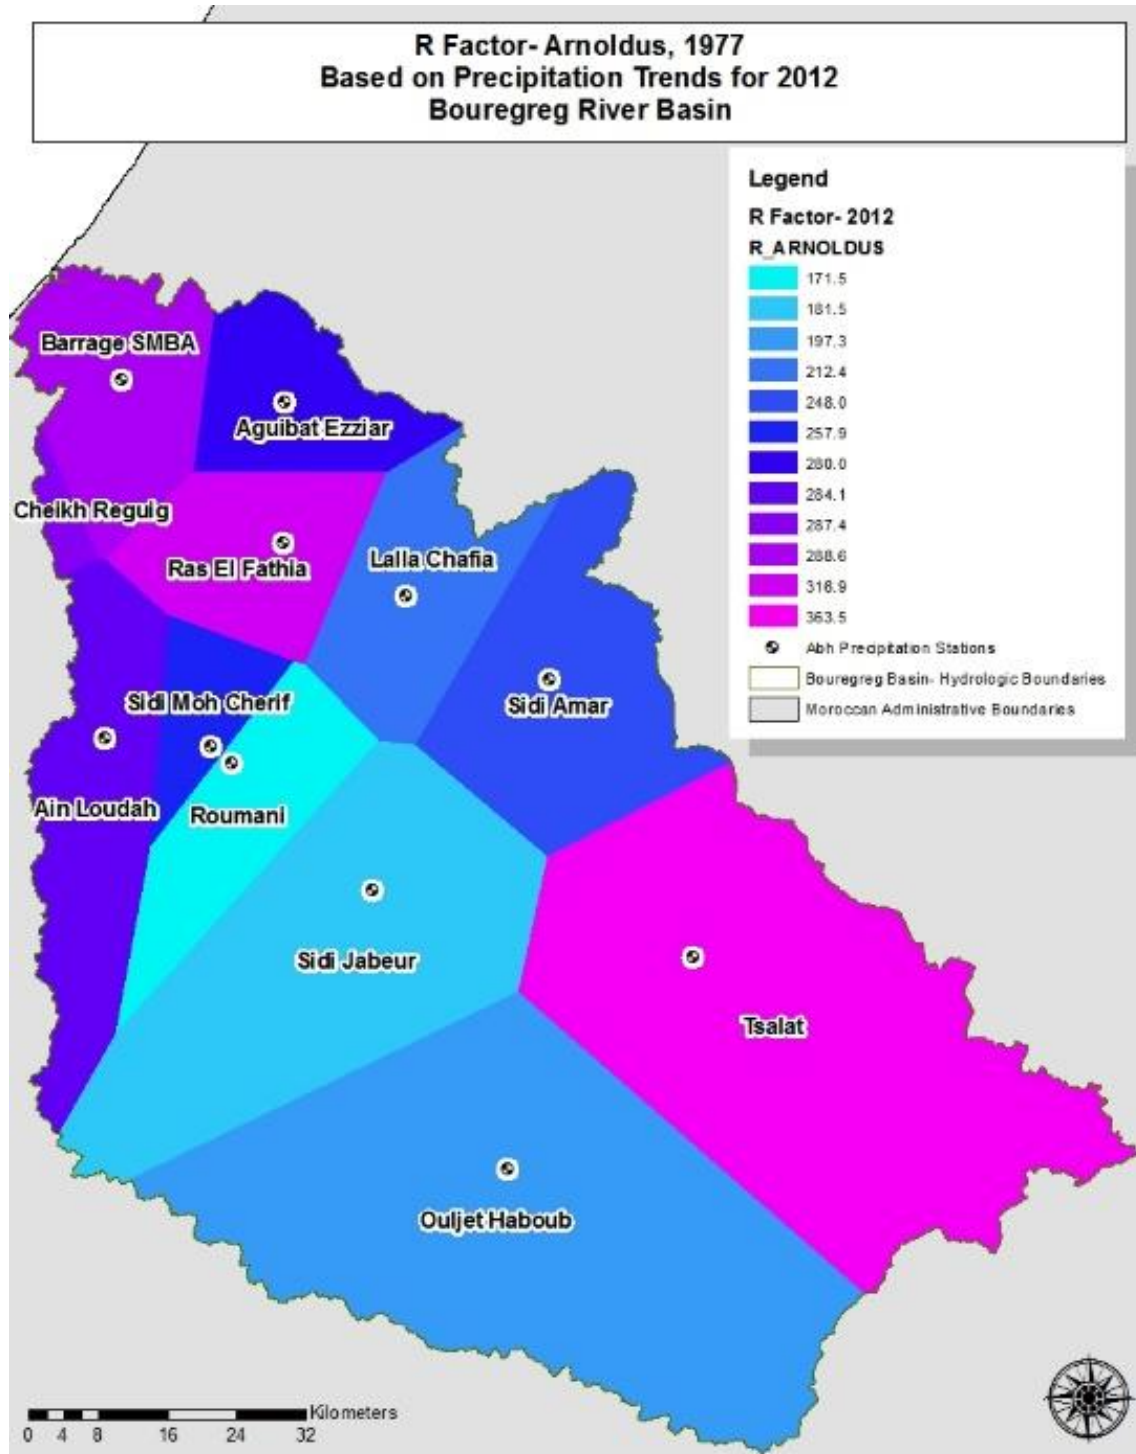 R Factor- Arnoldus, 1977
Based on Precipitation Trends for 2012
Bouregreg River Basin
Legend
R Factor- 2012
R_ARNOLDUS
171.5
181.5
197.3
212.4
248.0
257.9
280.0
284.1
287.4
288.6
316.9
363.5
Abh Precipitation Stations
Bouregreg Basin- Hydrologic Boundaries
Moroccan Administrative Boundaries
Barrage SMBA
Aguibat Ezziar
Cheikh Reguig
Ras El Fathia
Lalla Chafia
Sidi Moh Cherif
Sidi Amar
Ain Loudah
Roumani
Sidi Jabeur
Tsalat
Ouljet Haboub
Kilometers
0 4 8 16 24 32